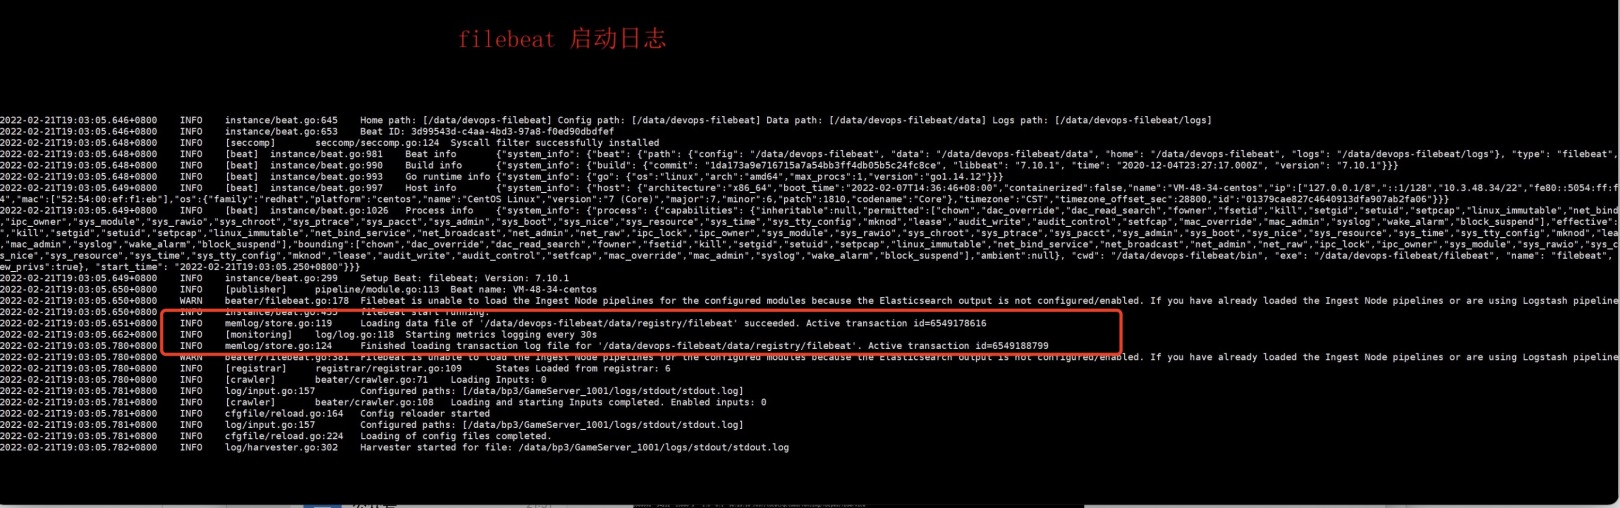 filebeat 启动日志
2022-02-21T19:03:05.646+0800 INFO instance/beat.go:645 Home path: [/data/devops-filebeat] Config path: [/data/devops-filebeat] Data path: [/data/devops-filebeat/data] Logs path: [/data/devops-filebeat/logs]
2022-02-21T19:03:05.646+0800 INFO instance/beat.go:653 Beat ID: 3d99543d-c4aa-4bd3-97a8-f0ed90dbdfef
2022-02-21T19:03:05.648+0800 INFO [seccomp] seccomp/seccomp.go:124 Syscall filter successfully installed
2022-02-21T19:03:05.648+0800 INFO [beat] instance/beat.go:981 Beat info {"system_info": {"beat": {"path": {"config": "/data/devops-filebeat", "data": "/data/devops-filebeat/data", "home": "/data/devops-filebeat", "logs": "/data/devops-filebeat/logs"}, "type": "filebeat",
2022-02-21T19:03:05.648+0800 INFO [beat] instance/beat.go:990 Build info {"system_info": {"build": {"commit": "1da173a9e716715a7a54bb3ff4db05b5c24fc8ce", "libbeat": "7.10.1", "time": "2020-12-04T23:27:17.000Z", "version": "7.10.1"}}}
2022-02-21T19:03:05.648+0800 INFO [beat] instance/beat.go:993 Go runtime info {"system_info": {"go": {"os":"linux","arch":"amd64","max_procs":1,"version":"go1.14.12"}}}
2022-02-21T19:03:05.648+0800 INFO [beat] instance/beat.go:997 Host info {"system_info": {"host": {"architecture":"x86_64","boot_time":"2022-02-07T14:36:46+08:00","containerized":false,"name":"VM-48-34-centos","ip":["127.0.0.1/8","::1/128","10.3.48.34/22","fe80::5054:ff:f
4","mac":["52:54:00:ef:f1:eb"],"os":{"family":"redhat","platform":"centos","name":"CentOS Linux","version":"7 (Core)","major":7,"minor":6,"patch":1810,"codename":"Core"},"timezone":"CST","timezone_offset_sec":28800,"id":"01379cae827c4640913dfa907ab2fa06"}}}
2022-02-21T19:03:05.649+0800 INFO [beat] instance/beat.go:1026 Process info {"system_info": {"process": {"capabilities": {"inheritable":null,"permitted":["chown","dac_override","dac_read_search","fowner","fsetid","kill","setgid","setuid","setpcap","linux_immutable","net_bind
,"ipc_owner","sys_module","sys_rawio","sys_chroot","sys_ptrace","sys_pacct","sys_admin","sys_boot","sys_nice","sys_resource","sys_time","sys_tty_config","mknod","lease","audit_write","audit_control","setfcap","mac_override","mac_admin","syslog","wake_alarm","block_suspend"],"effective"
,"kill","setgid","setuid","setpcap","linux_immutable","net_bind_service","net_broadcast","net_admin","net_raw","ipc_lock","ipc_owner","sys_module","sys_rawio","sys_chroot","sys_ptrace","sys_pacct","sys_admin","sys_boot","sys_nice","sys_resource","sys_time","sys_tty_config","mknod","lea
,"mac_admin","syslog","wake_alarm","block_suspend"],"bounding":["chown","dac_override","dac_read_search","fowner","fsetid","kill","setgid","setuid","setpcap","linux_immutable","net_bind_service","net_broadcast","net_admin","net_raw","ipc_lock","ipc_owner","sys_module","sys_rawio","sys_c
s_nice","sys_resource","sys_time","sys_tty_config","mknod","lease","audit_write","audit_control","setfcap","mac_override","mac_admin","syslog","wake_alarm","block_suspend"],"ambient":null}, "cwd": "/data/devops-filebeat/bin", "exe": "/data/devops-filebeat/filebeat", "name": "filebeat",
ew_privs":true}, "start_time": "2022-02-21T19:03:05.250+0800"}}}
2022-02-21T19:03:05.650+0800 INFO instance/beat.go:299 Setup Beat: filebeat; Version: 7.10.1
2022-02-21T19:03:05.650+0800 INFO [publisher] pipeline/module.go:113 Beat name: VM-48-34-centos
2022-02-21T19:03:05.650+0800 WARN beater/filebeat.go:178 Filebeat is unable to load the Ingest Node pipelines for the configured modules because the Elasticsearch output is not configured/enabled. If you have already loaded the Ingest Node pipelines or are using Logstash pipeline
2022-02-21T19:03:05.650+0800 INFO instance/beat.go:455 filebeat start running.
2022-02-21T19:03:05.651+0800 INFO memlog/store.go:119 Loading data file of '/data/devops-filebeat/data/registry/filebeat' succeeded. Active transaction id=6549178616
2022-02-21T19:03:05.662+0800 INFO [monitoring] log/log.go:118 Starting metrics logging every 30s
2022-02-21T19:03:05.780+0800 INFO memlog/store.go:124 Finished loading transaction log file for '/data/devops-filebeat/data/registry/filebeat'. Active transaction id=6549188799
2022-02-21T19:03:05.780+0800 WARN beater/filebeat.go:381 Filebeat is unable to load the Ingest Node pipelines for the configured modules because the Elasticsearch output is not configured/enabled. If you have already loaded the Ingest Node pipelines or are using Logstash pipeline
2022-02-21T19:03:05.780+0800 INFO [registrar] registrar/registrar.go:109 States Loaded from registrar: 6
2022-02-21T19:03:05.780+0800 INFO [crawler] beater/crawler.go:71 Loading Inputs: 0
2022-02-21T19:03:05.781+0800 INFO log/input.go:157 Configured paths: [/data/bp3/GameServer_1001/logs/stdout/stdout.log]
2022-02-21T19:03:05.781+0800 INFO [crawler] beater/crawler.go:108 Loading and starting Inputs completed. Enabled inputs: 0
2022-02-21T19:03:05.781+0800 INFO cfgfile/reload.go:164 Config reloader started
2022-02-21T19:03:05.781+0800 INFO log/input.go:157 Configured paths: [/data/bp3/GameServer_1001/logs/stdout/stdout.log]
2022-02-21T19:03:05.781+0800 INFO cfgfile/reload.go:224 Loading of config files completed.
2022-02-21T19:03:05.782+0800 INFO log/harvester.go:302 Harvester started for file: /data/bp3/GameServer_1001/logs/stdout/stdout.log